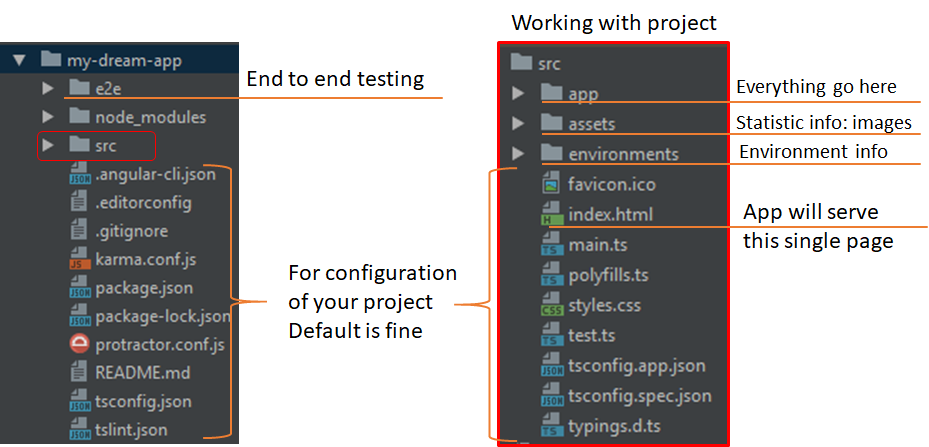 Working with project
my-dream-app
e2e
node_modules
src
.angular-cli.json
.editorconfig
.gitignore
karma.conf.js
package.json
package-lock.json
protractor.conf.js
README.md
tsconfig.json
tslint.json
End to end testing
For configuration
of your project
Default is fine
src
app
assets
environments
favicon.ico
index.html
main.ts
polyfills.ts
styles.css
test.ts
tsconfig.app.json
tsconfig.spec.json
typings.d.ts
Everything go here
Statistic info: images
Environment info
App will serve
this single page